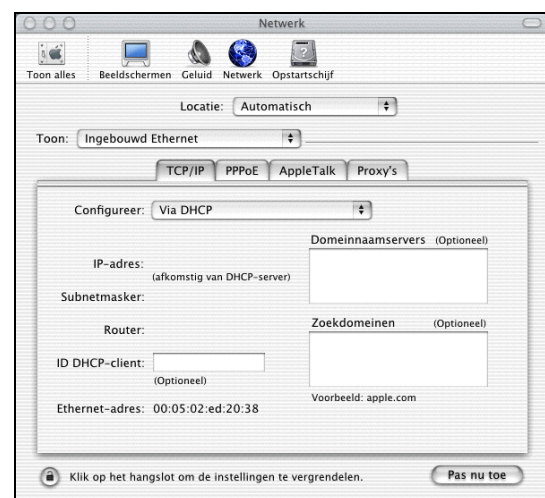 Netwerk
Toon alles Beeldschermen Geluid Netwerk Opstartschijf
Locatie: Automatisch
Toon: Ingebouwd Ethernet
TCP/IP PPPoE AppleTalk Proxy's
Configureer: Via DHCP
Domeinnaamservers (Optioneel)
IP-adres:
(afkomstig van DHCP-server)
Subnetmasker:
Router:
Zoekdomeinen (Optioneel)
ID DHCP-client:
(Optioneel)
Voorbeeld: apple.com
Ethernet-adres: 00:05:02:ed:20:38
Klik op het hangslot om de instellingen te vergrendelen.
Pas nu toe